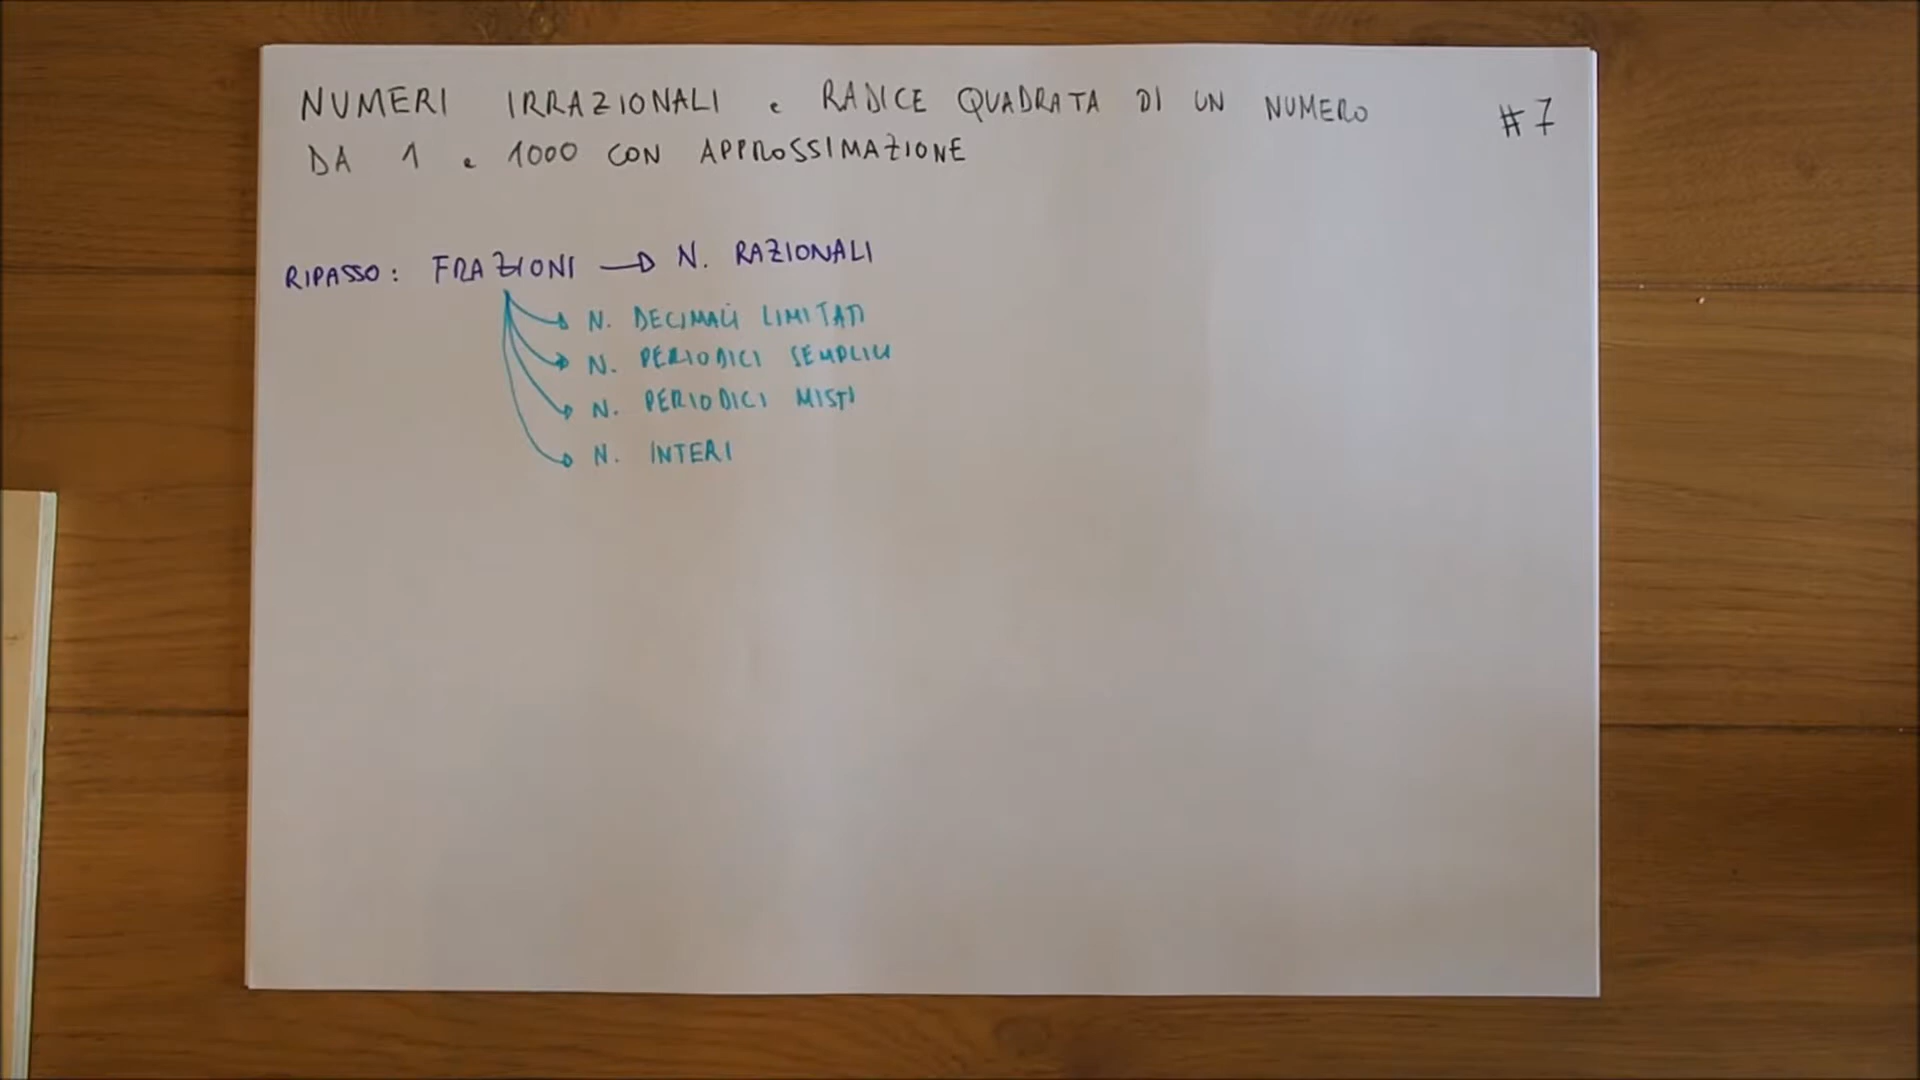 NUMERI IRRAZIONALI e RADICE QUADRATA DI UN NUMERO #7
DA 1 e 1000 CON APPROSSIMAZIONE
RIPASSO: FRAZIONI → N. RAZIONALI
N. DECIMALI LIMITATI
N. PERIODICI SEMPLICI
N. PERIODICI MISTI
N. INTERI